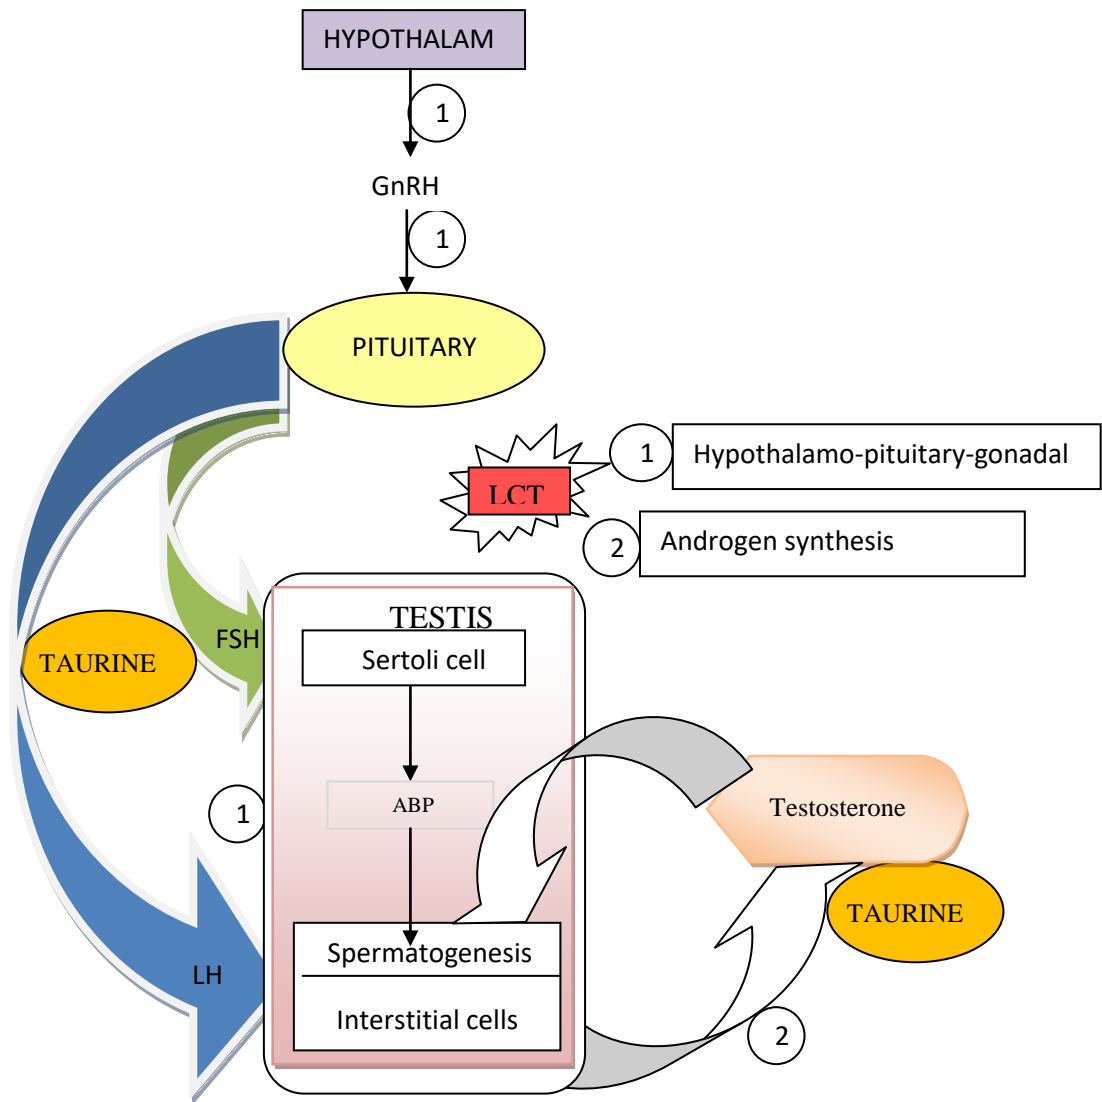 HYPOTHALAM
1
GnRH
1
PITUITARY
1
Hypothalamo-pituitary-gonadal
LCT
2
Androgen synthesis
TESTIS
FSH
Sertoli cell
TAURINE
1
ABP
Testosterone
TAURINE
Spermatogenesis
LH
Interstitial cells
2